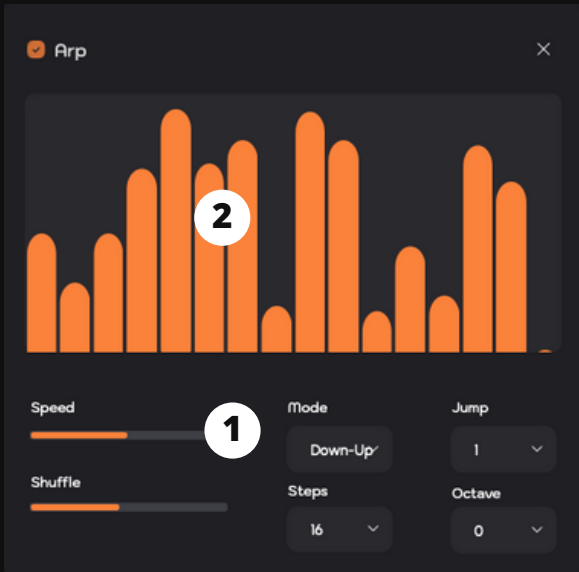 Arp
2
Speed
1
Mode
Jump
Down-Up
1
Shuffle
Steps
Octave
16
0